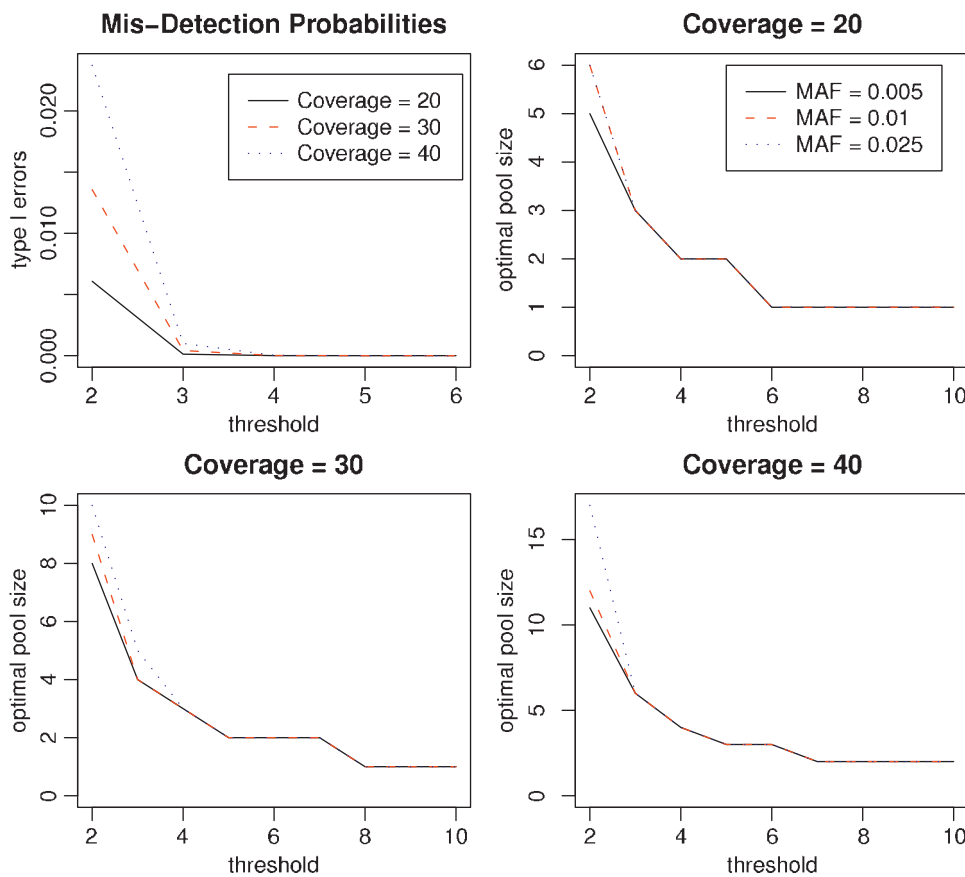 Mis−Detection Probabilities
Coverage = 20
Coverage = 30
Coverage = 40
type I errors
0.000
0.010
0.020
2
3
4
5
6
threshold
Coverage = 20
MAF = 0.005
MAF = 0.01
MAF = 0.025
optimal pool size
0
1
2
3
4
5
6
2
4
6
8
10
threshold
Coverage = 30
optimal pool size
0
2
4
6
8
10
2
4
6
8
10
threshold
Coverage = 40
optimal pool size
0
5
10
15
2
4
6
8
10
threshold